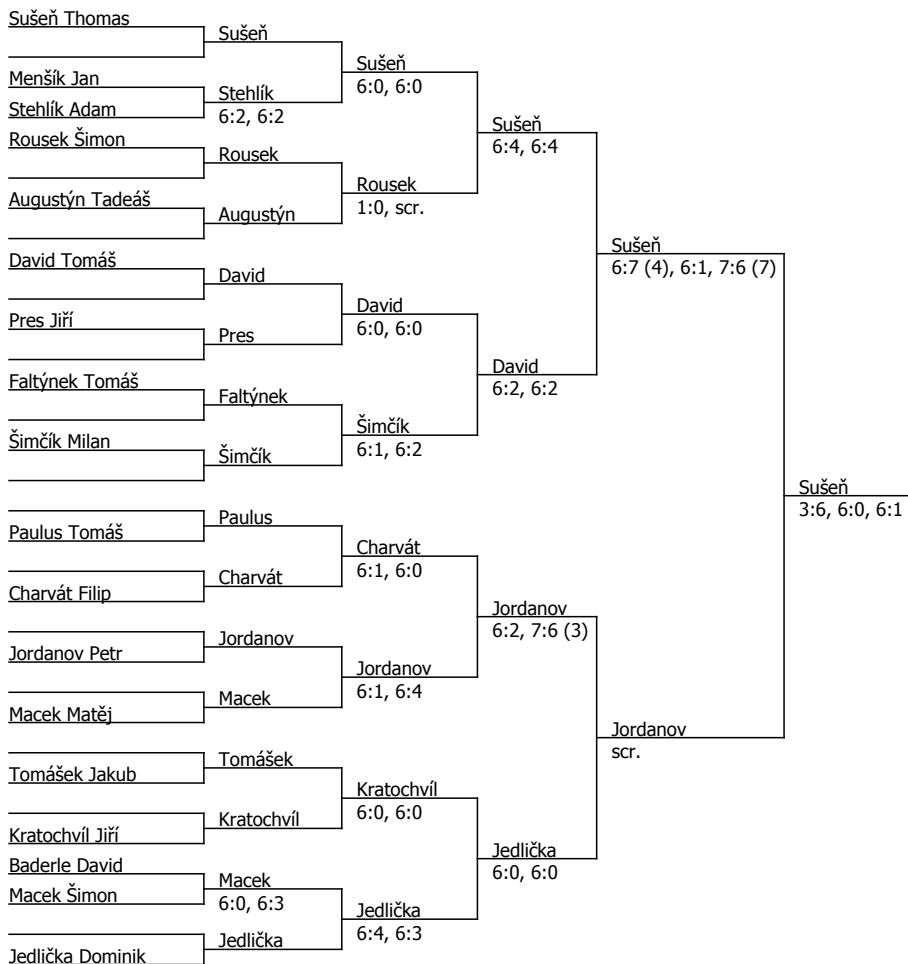 Sušeň Thomas
Menšík Jan
Stehlík Adam
Rousek Šimon
Augustýn Tadeáš
David Tomáš
Pres Jiří
Faltýnek Tomáš
Šimčík Milan
Paulus Tomáš
Charvát Filip
Jordanov Petr
Macek Matěj
Tomášek Jakub
Kratochvíl Jiří
Baderle David
Macek Šimon
Jedlička Dominik
Sušeň
Stehlík
6:2, 6:2
Rousek
Augustýn
David
Pres
Faltýnek
Šimčík
Paulus
Charvát
Jordanov
Macek
Tomášek
Kratochvíl
Macek
6:0, 6:3
Jedlička
Sušeň
6:0, 6:0
Rousek
1:0, scr.
David
6:0, 6:0
Šimčík
6:1, 6:2
Charvát
6:1, 6:0
Jordanov
6:1, 6:4
Kratochvíl
6:0, 6:0
Jedlička
6:4, 6:3
Sušeň
6:4, 6:4
David
6:2, 6:2
Jordanov
6:2, 7:6 (3)
Jedlička
6:0, 6:0
Sušeň
6:7 (4), 6:1, 7:6 (7)
Jordanov
scr.
Sušeň
3:6, 6:0, 6:1